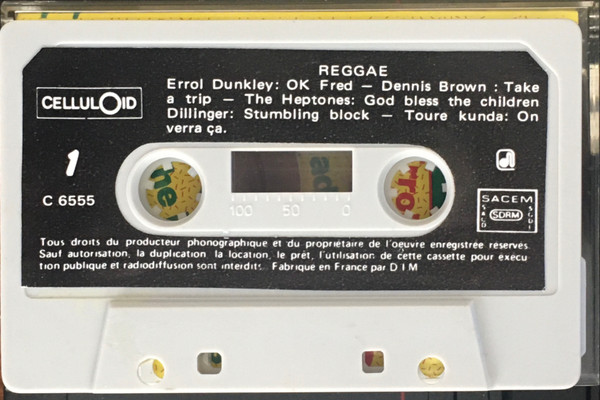 REGGAE
Errol Dunkley: OK Fred – Dennis Brown : Take
a trip – The Heptones: God bless the children
Dillinger: Stumbling block – Toure kunda: On
verra ça.
CELLULOID
1
C 6555
100 50 0
SACEM
SACD SDRM SGDL
Tous droits du producteur phonographique et du propriétaire de l'oeuvre enregistrée réservés.
Sauf autorisation, la duplication, la location, le prêt, l'utilisation de cette cassette pour exécu-
tion publique et radiodiffusion sont interdits. Fabrique en France par D I M